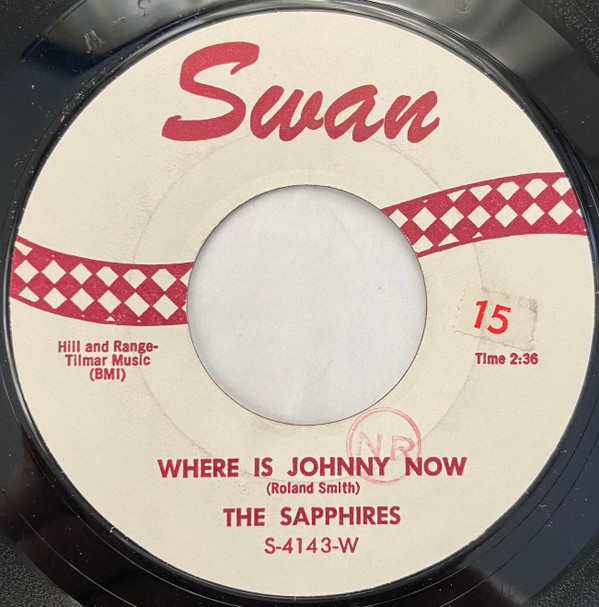 Swan
15
Hill and Range-
Tilmar Music
(BMI)
Time 2:36
NR
WHERE IS JOHNNY NOW
(Roland Smith)
THE SAPPHIRES
S-4143-W